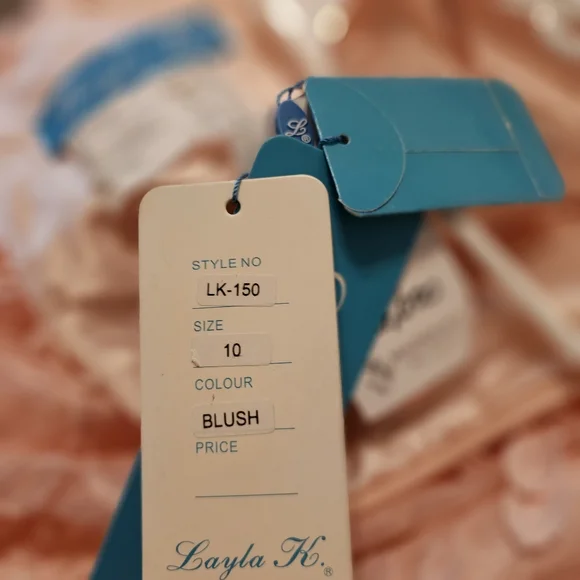 STYLE NO
LK-150
SIZE
10
COLOUR
BLUSH
PRICE
Layla K.®
L®